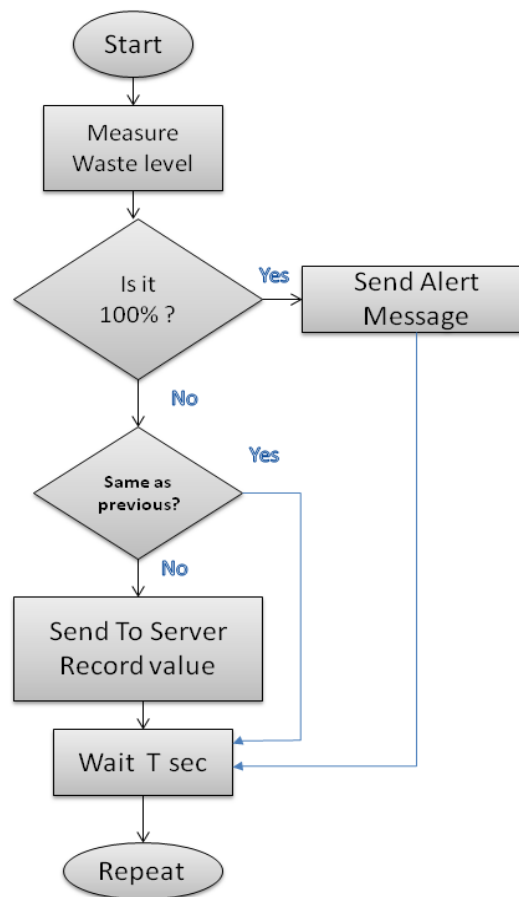 Start
Measure
Waste level
Is it
100% ?
Yes
Send Alert
Message
No
Same as
previous?
Yes
No
Send To Server
Record value
Wait T sec
Repeat